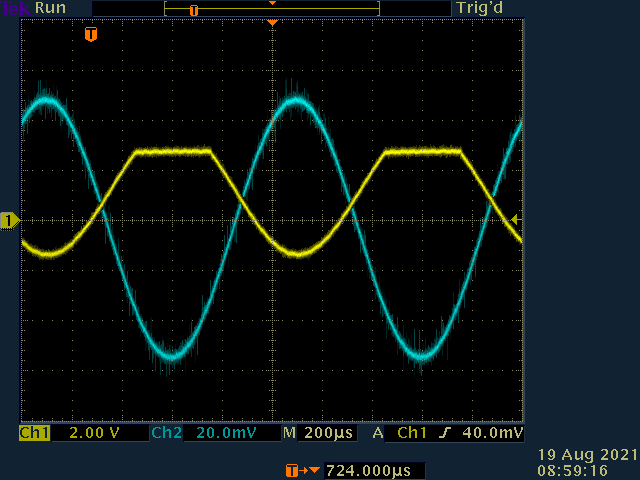 Tek Run Trig'd
T
T
1
Ch1 2.00 V Ch2 20.0mV M 200µs A Ch1 40.0mV
19 Aug 2021
T 724.000µs 08:59:16